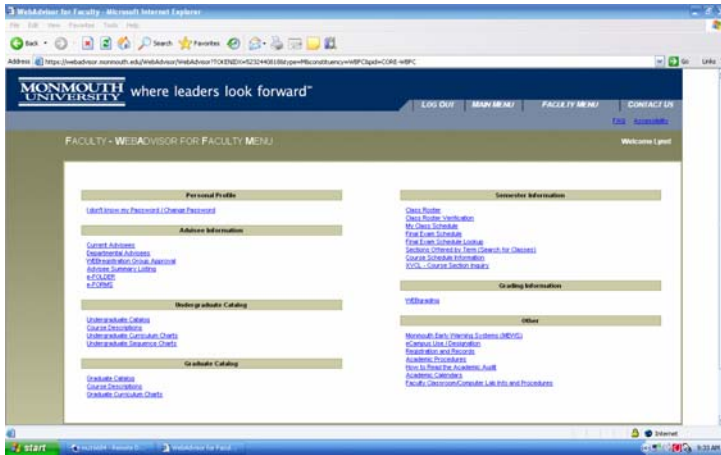 WebAdvisor for Faculty - Microsoft Internet Explorer
File Edit View Favorites Tools Help
Back Search Favorites
Address https://webadvisor.monmouth.edu/WebAdvisor/WebAdvisor? Go Links
MONMOUTH
UNIVERSITY where leaders look forward™
LOG OUT MAIN MENU FACULTY MENU CONTACT US
FAQ Accessibility
FACULTY - WEBADVISOR FOR FACULTY MENU Welcome Lynn!
Personal Profile
I don't know my Password / Change Password
Advisee Information
Current Advisees
Departmental Advisees
WEBregistration Group Approval
Advisee Summary Listing
e-FOLDER
e-FORMS
Undergraduate Catalog
Undergraduate Catalog
Course Descriptions
Undergraduate Curriculum Charts
Undergraduate Sequence Charts
Graduate Catalog
Graduate Catalog
Course Descriptions
Graduate Curriculum Charts
Semester Information
Class Roster
Class Roster Verification
My Class Schedule
Final Exam Schedule
Final Exam Schedule Lookup
Sections Offered by Term (Search for Classes)
Course Schedule Information
XVCL - Course Section Inquiry
Grading Information
WEBgrading
Other
Monmouth Early Warning Systems (MEWS)
eCampus Use / Designation
Registration and Records
Academic Procedures
How to Read the Academic Audit
Academic Calendars
Faculty Classroom/Computer Lab Info and Procedures
Internet
start WebAdvisor for Facul... 9:33 AM